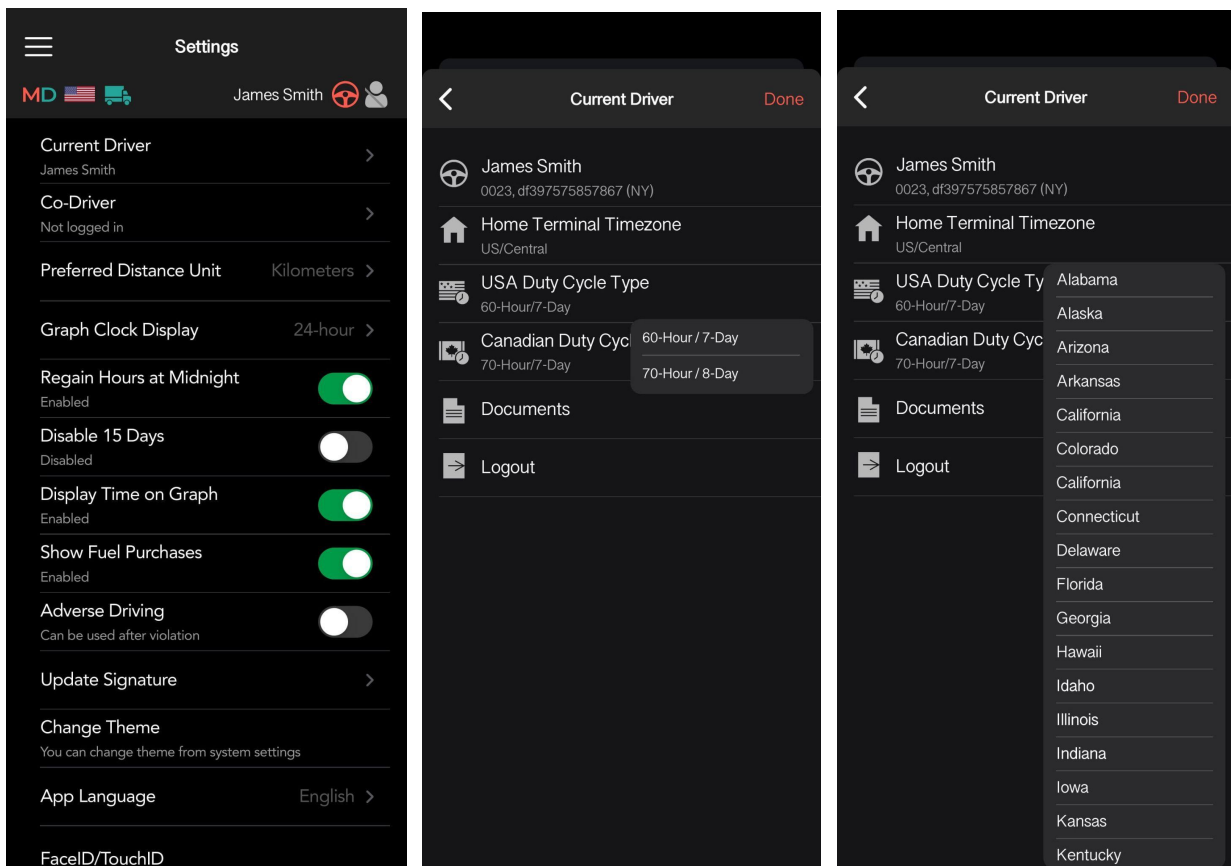 Settings
MD
James Smith
Current Driver
James Smith
Co-Driver
Not logged in
Preferred Distance Unit Kilometers
Graph Clock Display 24-hour
Regain Hours at Midnight
Enabled
Disable 15 Days
Disabled
Display Time on Graph
Enabled
Show Fuel Purchases
Enabled
Adverse Driving
Can be used after violation
Update Signature
Change Theme
You can change theme from system settings
App Language English
FaceID/TouchID
Current Driver Done
James Smith
0023, df397575857867 (NY)
Home Terminal Timezone
US/Central
USA Duty Cycle Type
60-Hour/7-Day
Canadian Duty Cycl
70-Hour/7-Day
60-Hour / 7-Day
70-Hour / 8-Day
Documents
Logout
Current Driver Done
James Smith
0023, df397575857867 (NY)
Home Terminal Timezone
US/Central
USA Duty Cycle Ty
60-Hour/7-Day
Canadian Duty Cyc
70-Hour/7-Day
Documents
Logout
Alabama
Alaska
Arizona
Arkansas
California
Colorado
California
Connecticut
Delaware
Florida
Georgia
Hawaii
Idaho
Illinois
Indiana
Iowa
Kansas
Kentucky